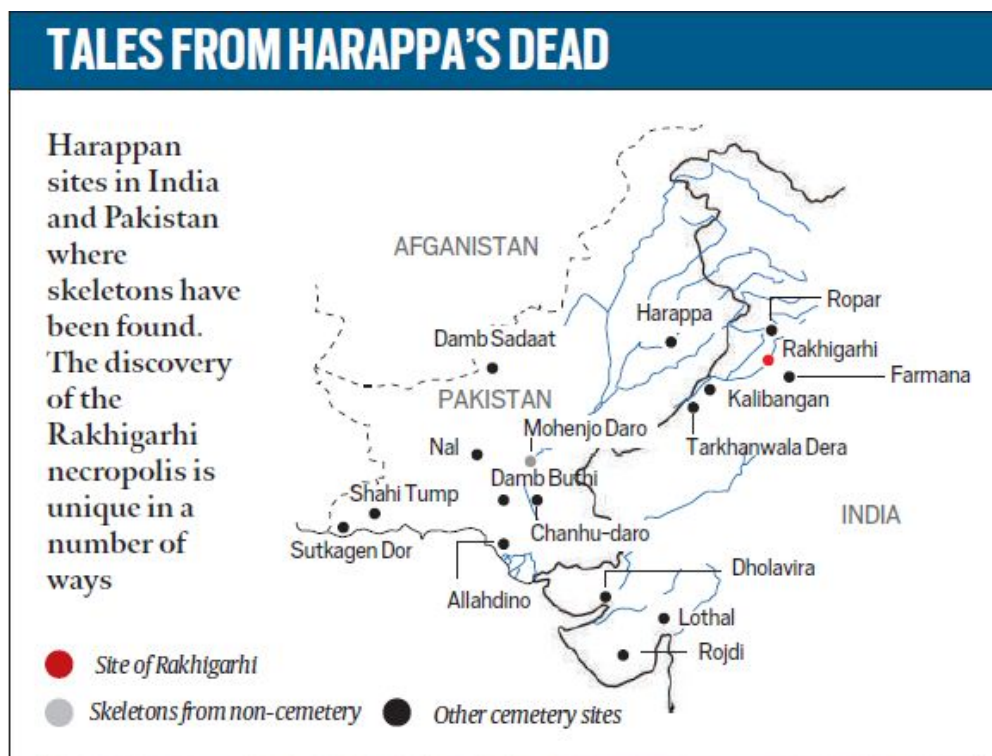 TALES FROM HARAPPA'S DEAD
Harappan
sites in India
and Pakistan
where
skeletons have
been found.
The discovery
of the
Rakhigarhi
necropolis is
unique in a
number of
ways
AFGANISTAN
Harappa
Ropar
Damb Sadaat
Rakhigarhi
Farmana
PAKISTAN
Kalibangan
Mohenjo Daro
Nal
Tarkhanwala Dera
Damb Buthi
Shahi Tump
INDIA
Chanhu-daro
Sutkagen Dor
Dholavira
Allahdino
Lothal
Rojdi
Site of Rakhigarhi
Skeletons from non-cemetery
Other cemetery sites